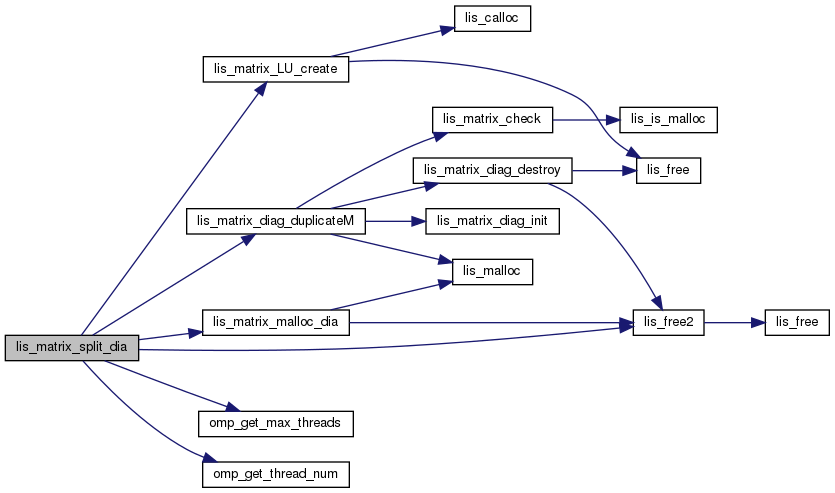 lis_calloc
lis_matrix_LU_create
lis_matrix_check
lis_is_malloc
lis_matrix_diag_destroy
lis_free
lis_matrix_diag_duplicateM
lis_matrix_diag_init
lis_malloc
lis_matrix_malloc_dia
lis_free2
lis_free
lis_matrix_split_dia
omp_get_max_threads
omp_get_thread_num